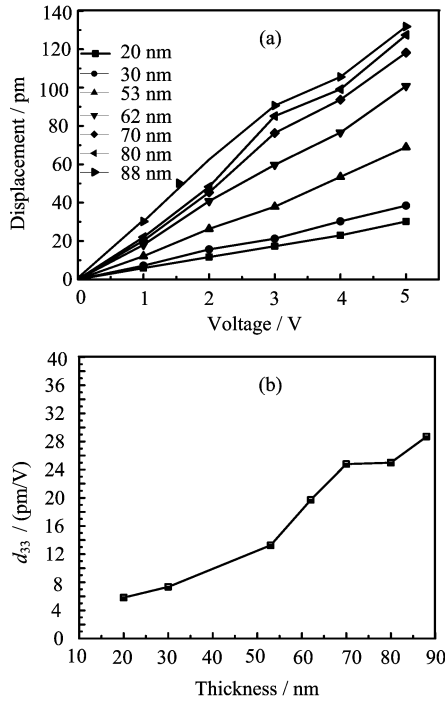 140
120
100
80
60
40
20
0
Displacement / pm
(a)
20 nm
30 nm
53 nm
62 nm
70 nm
80 nm
88 nm
0 1 2 3 4 5
Voltage / V
40
36
32
28
24
20
16
12
8
4
0
d33 / (pm/V)
(b)
10 20 30 40 50 60 70 80 90
Thickness / nm